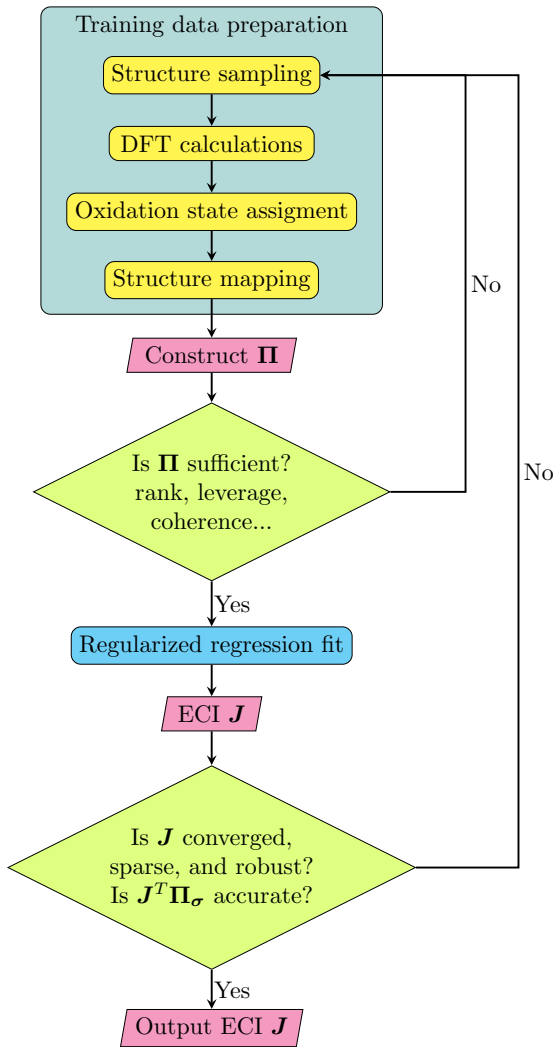 Training data preparation
Structure sampling
DFT calculations
Oxidation state assigment
Structure mapping
Construct Π
Is Π sufficient?
rank, leverage,
coherence...
No
Yes
Regularized regression fit
ECI J
Is J converged,
sparse, and robust?
Is J^T Π_σ accurate?
No
Yes
Output ECI J